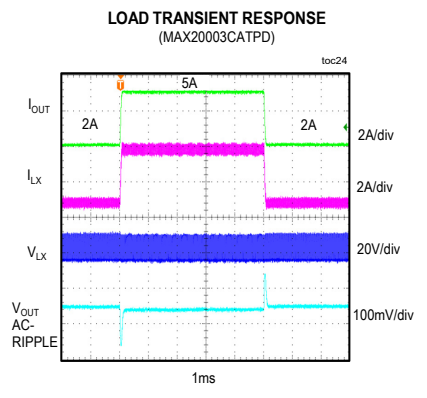 LOAD TRANSIENT RESPONSE
(MAX20003CATPD)
toc24
T
5A
IOUT
2A
2A
2A/div
ILX
2A/div
VLX
20V/div
VOUT
AC-
RIPPLE
100mV/div
1ms